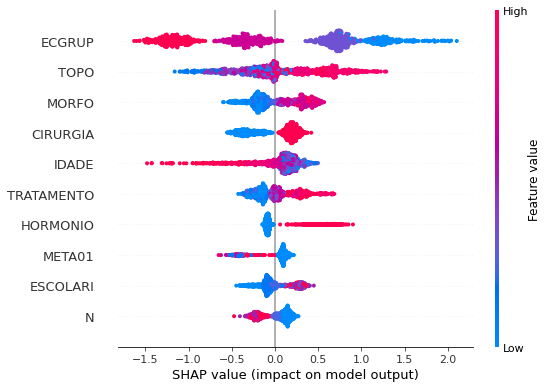 High
ECGRUP
TOPO
MORFO
CIRURGIA
IDADE
TRATAMENTO
HORMONIO
META01
ESCOLARI
N
Feature value
Low
−1.5 −1.0 −0.5 0.0 0.5 1.0 1.5 2.0
SHAP value (impact on model output)